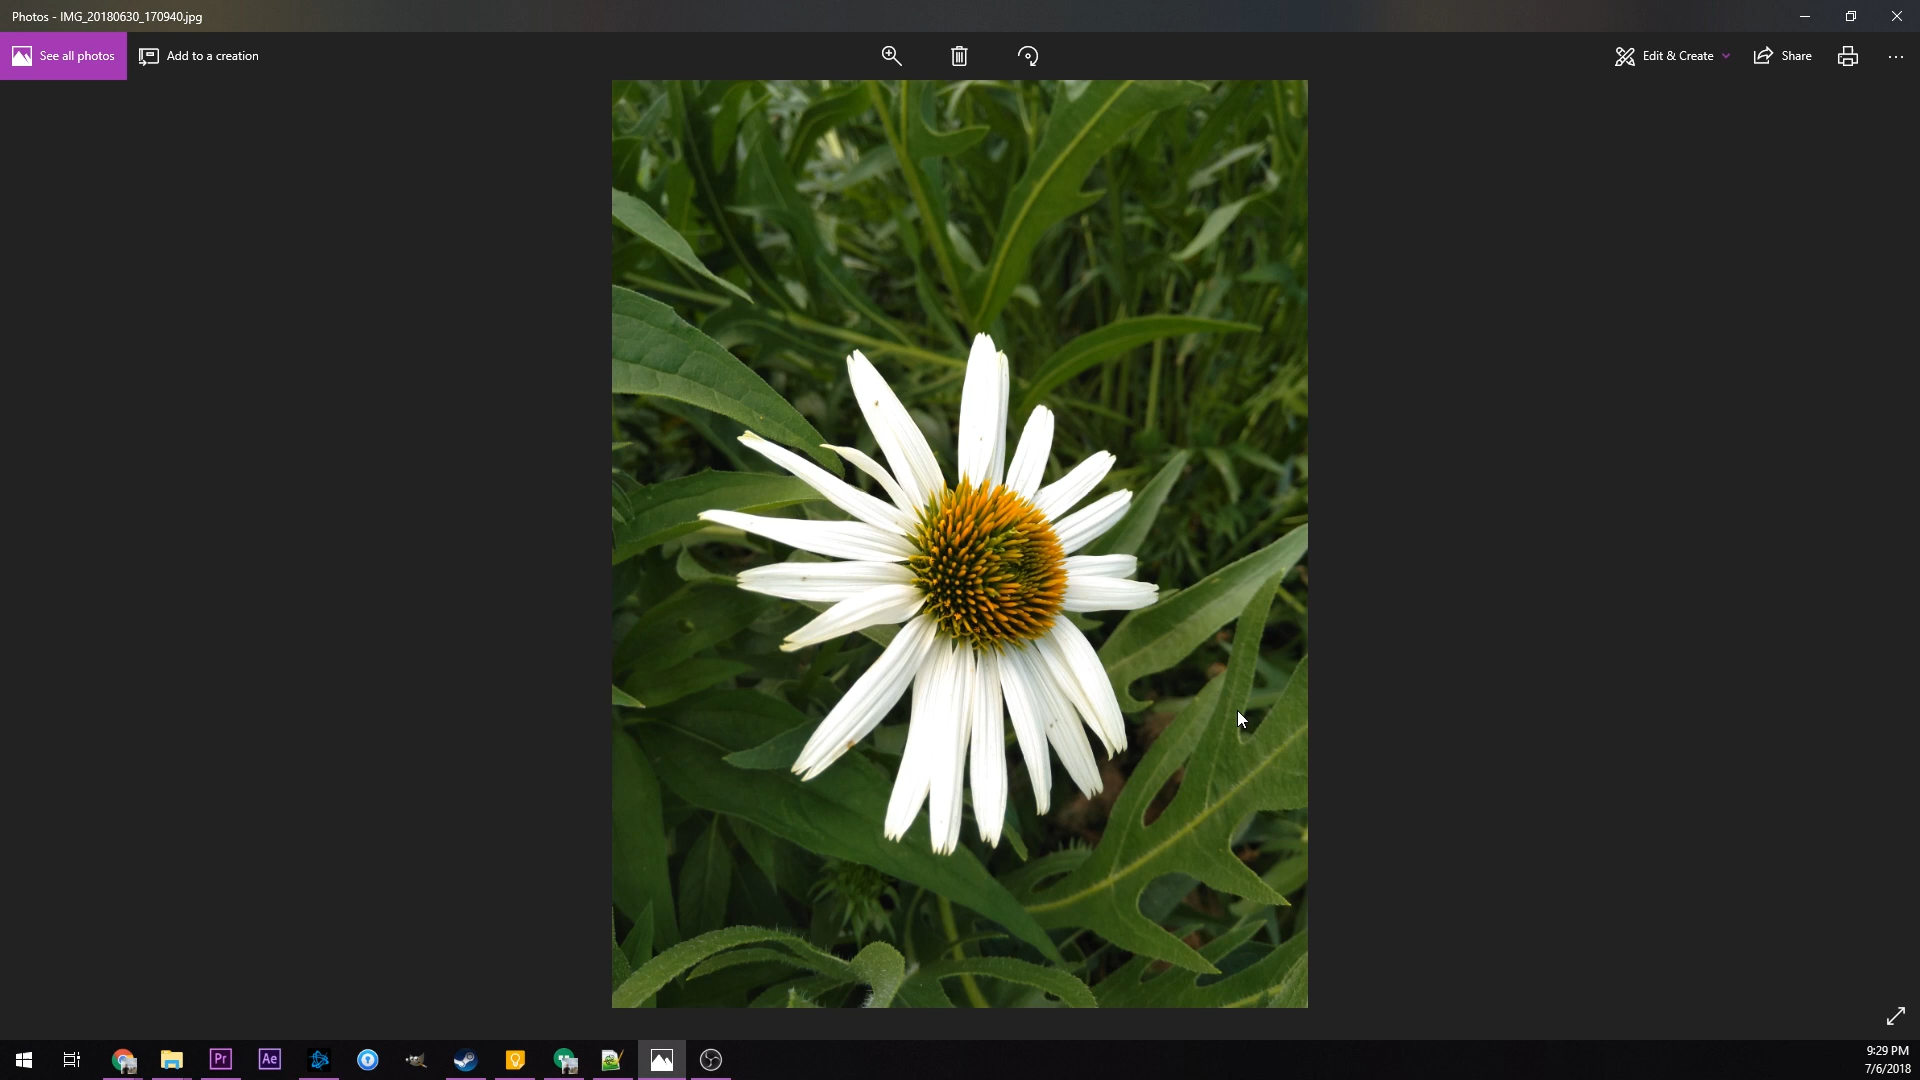 Photos - IMG_20180630_170940.jpg
See all photos
Add to a creation
Edit & Create
Share
Pr
Ae
9:29 PM
7/6/2018